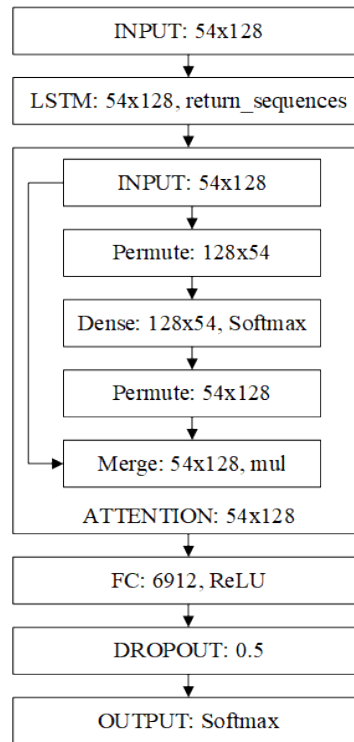 INPUT: 54x128
LSTM: 54x128, return_sequences
INPUT: 54x128
Permute: 128x54
Dense: 128x54, Softmax
Permute: 54x128
Merge: 54x128, mul
ATTENTION: 54x128
FC: 6912, ReLU
DROPOUT: 0.5
OUTPUT: Softmax